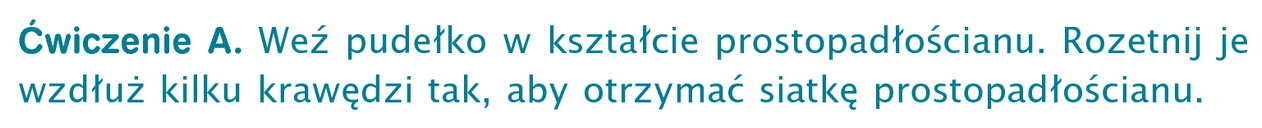 Ćwiczenie A. Weź pudełko w kształcie prostopadłościanu. Rozetnij je
wzdłuż kilku krawędzi tak, aby otrzymać siatkę prostopadłościanu.